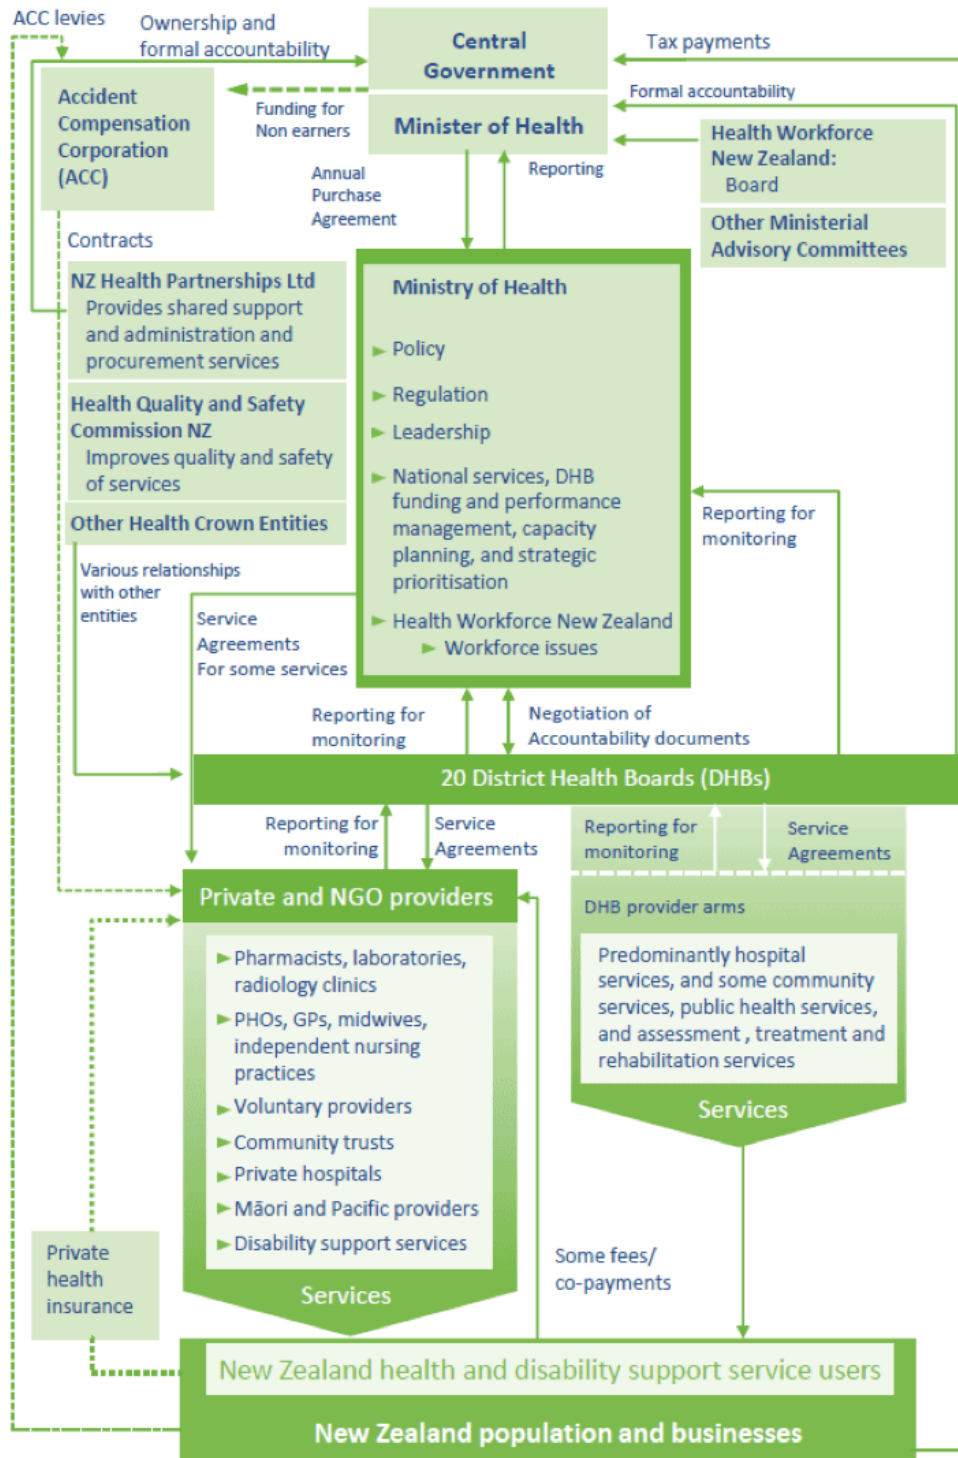 ACC levies
Ownership and
formal accountability
Central
Government
Tax payments
Accident
Compensation
Corporation
(ACC)
Funding for
Non earners
Minister of Health
Formal accountability
Health Workforce
New Zealand:
Board
Other Ministerial
Advisory Committees
Annual
Purchase
Agreement
Reporting
Contracts
NZ Health Partnerships Ltd
Provides shared support
and administration and
procurement services
Health Quality and Safety
Commission NZ
Improves quality and safety
of services
Other Health Crown Entities
Various relationships
with other
entities
Service
Agreements
For some services
Ministry of Health
Policy
Regulation
Leadership
National services, DHB
funding and performance
management, capacity
planning, and strategic
prioritisation
Health Workforce New Zealand
Workforce issues
Reporting for
monitoring
Reporting for
monitoring
Negotiation of
Accountability documents
20 District Health Boards (DHBs)
Reporting for
monitoring
Service
Agreements
Reporting for
monitoring
Service
Agreements
Private and NGO providers
Pharmacists, laboratories,
radiology clinics
PHOs, GPs, midwives,
independent nursing
practices
Voluntary providers
Community trusts
Private hospitals
Māori and Pacific providers
Disability support services
Services
DHB provider arms
Predominantly hospital
services, and some community
services, public health services,
and assessment , treatment and
rehabilitation services
Services
Private
health
insurance
Some fees/
co-payments
New Zealand health and disability support service users
New Zealand population and businesses